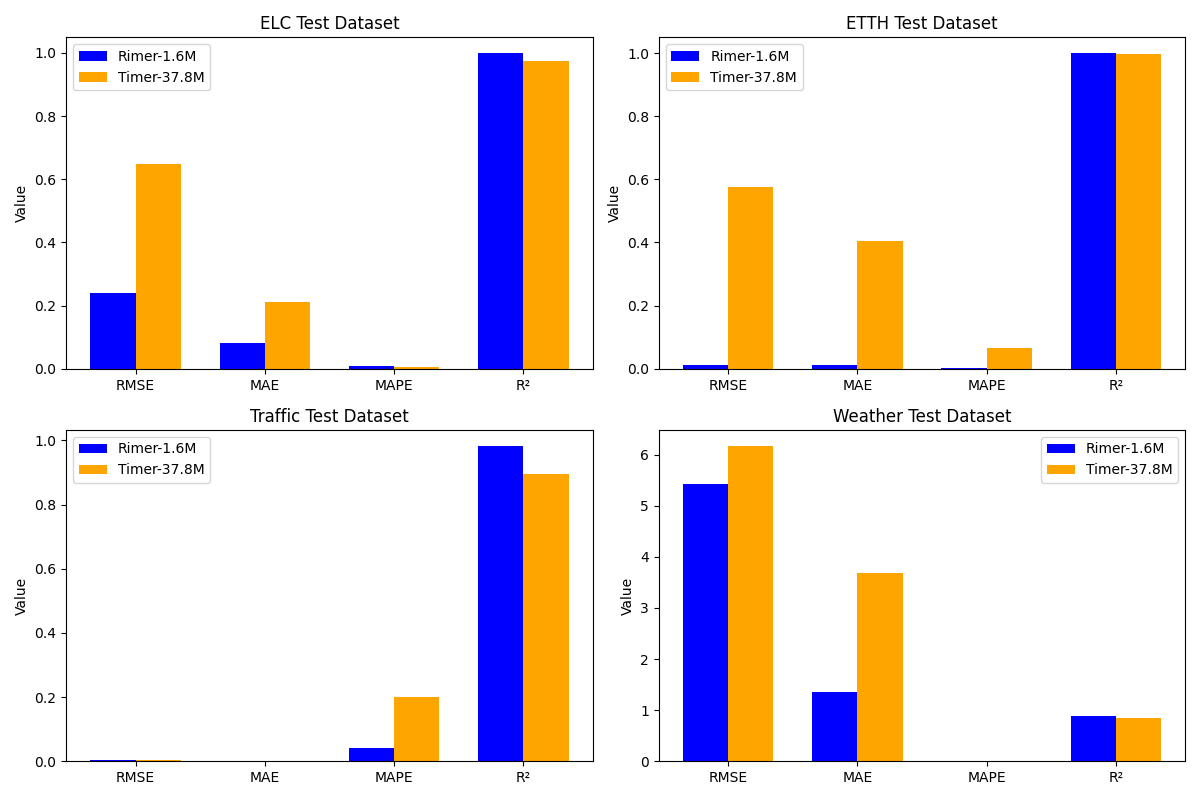 ELC Test Dataset
Rimer-1.6M
Timer-37.8M
Value
1.0
0.8
0.6
0.4
0.2
0.0
RMSE MAE MAPE R²
ETTH Test Dataset
Rimer-1.6M
Timer-37.8M
Value
1.0
0.8
0.6
0.4
0.2
0.0
RMSE MAE MAPE R²
Traffic Test Dataset
Rimer-1.6M
Timer-37.8M
Value
1.0
0.8
0.6
0.4
0.2
0.0
RMSE MAE MAPE R²
Weather Test Dataset
Rimer-1.6M
Timer-37.8M
Value
6
5
4
3
2
1
0
RMSE MAE MAPE R²